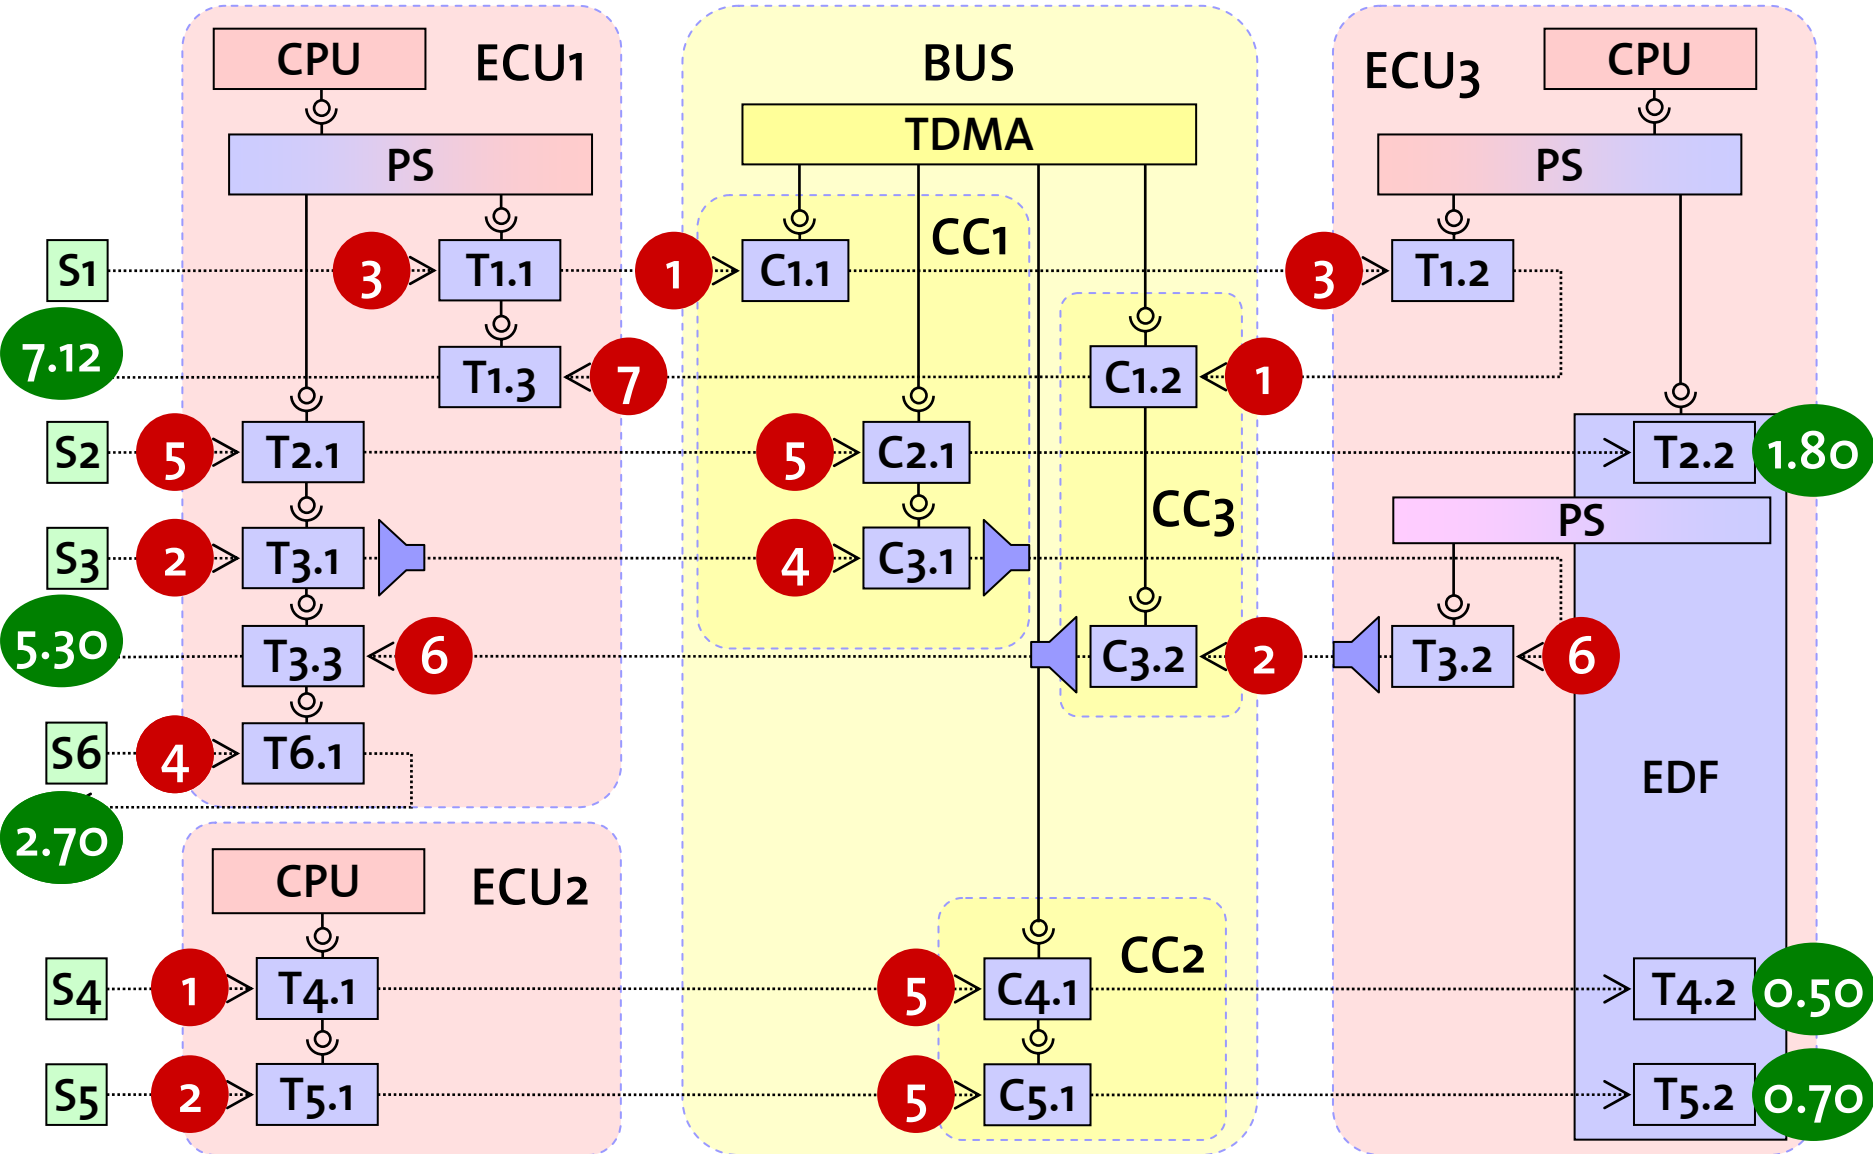 CPU
ECU1
BUS
ECU3
CPU
TDMA
PS
PS
CC1
S1
3
T1.1
1
C1.1
3
T1.2
7.12
T1.3
7
C1.2
1
S2
5
T2.1
5
C2.1
T2.2
1.80
CC3
PS
S3
2
T3.1
4
C3.1
5.30
T3.3
6
C3.2
2
T3.2
6
S6
4
T6.1
EDF
2.70
CPU
ECU2
CC2
S4
1
T4.1
5
C4.1
T4.2
0.50
S5
2
T5.1
5
C5.1
T5.2
0.70